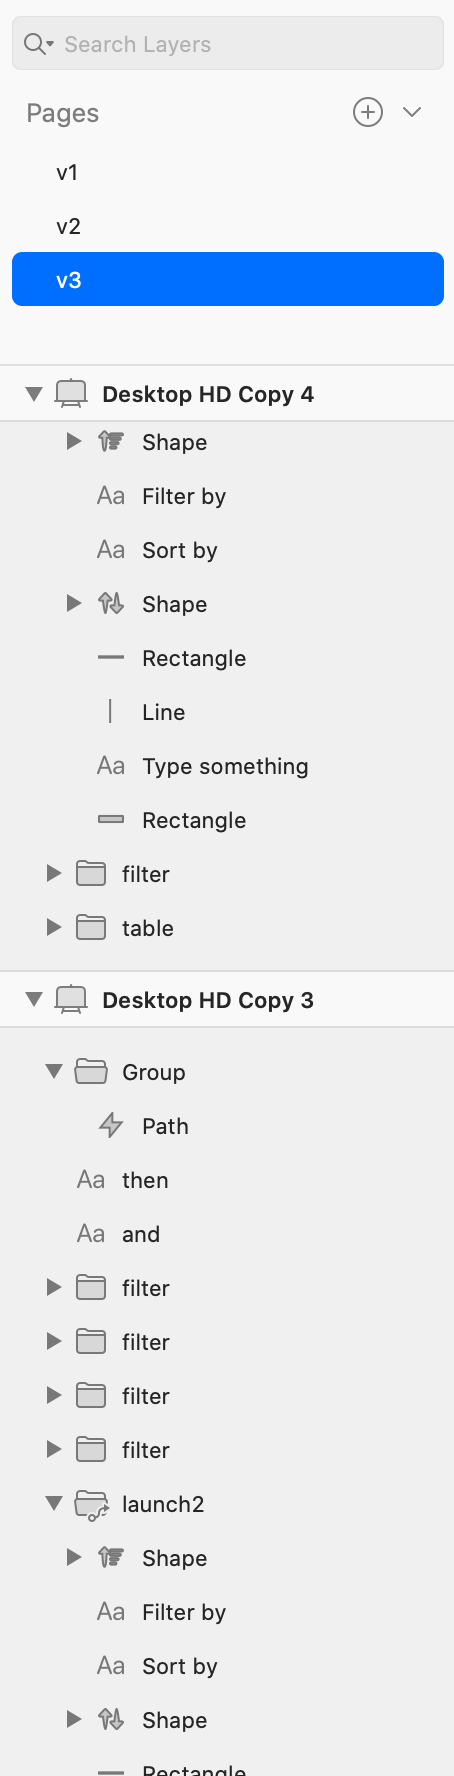 Search Layers
Pages
v1
v2
v3
Desktop HD Copy 4
Shape
Aa Filter by
Aa Sort by
Shape
Rectangle
Line
Aa Type something
Rectangle
filter
table
Desktop HD Copy 3
Group
Path
Aa then
Aa and
filter
filter
filter
filter
launch2
Shape
Aa Filter by
Aa Sort by
Shape
Rectangle